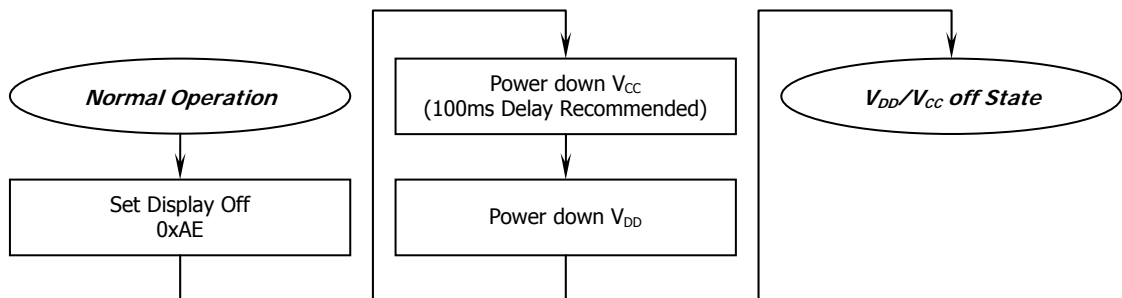 Normal Operation
Set Display Off
0xAE
Power down VCC
(100ms Delay Recommended)
Power down VDD
VDD/VCC off State